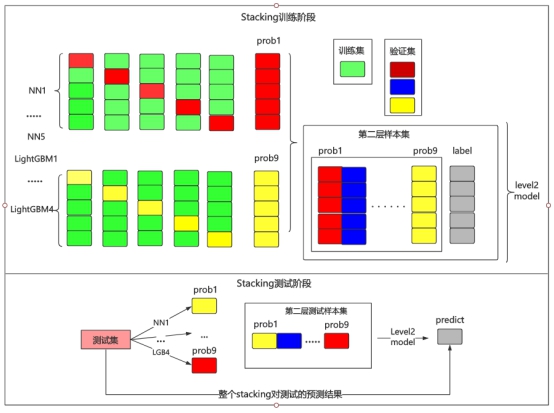 Stacking训练阶段
prob1
训练集
验证集
NN1
.....
NN5
LightGBM1
.....
LightGBM4
prob9
第二层样本集
prob1
prob9
label
......
level2
model
Stacking测试阶段
prob1
NN1
...
LGB4
测试集
...
prob9
第二层测试样本集
prob1
prob9
.....
Level2
model
predict
整个stacking对测试的预测结果